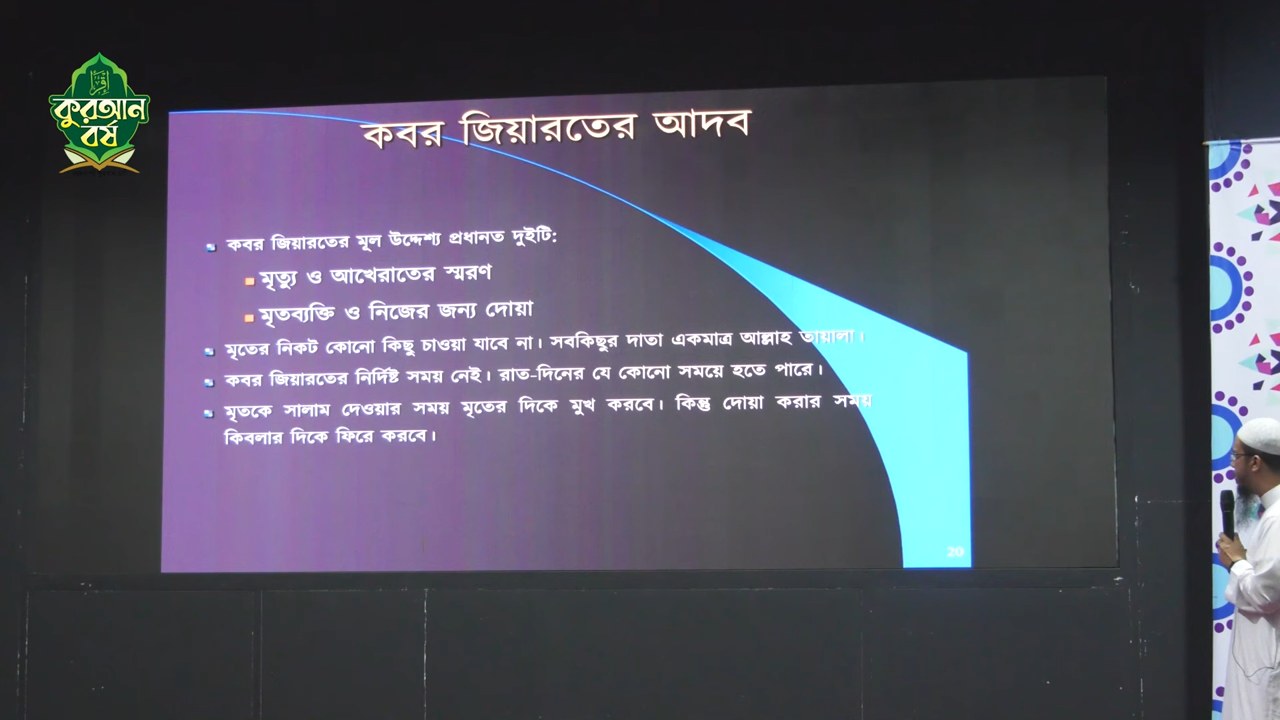 কুরআন
বর্ষ
কবর জিয়ারতের আদব
কবর জিয়ারতের মূল উদ্দেশ্য প্রধানত দুইটি:
মৃত্যু ও আখেরাতের স্মরণ
মৃতব্যক্তি ও নিজের জন্য দোয়া
মৃতের নিকট কোনো কিছু চাওয়া যাবে না। সবকিছুর দাতা একমাত্র আল্লাহ তায়ালা।
কবর জিয়ারতের নির্দিষ্ট সময় নেই। রাত-দিনের যে কোনো সময়ে হতে পারে।
মৃতকে সালাম দেওয়ার সময় মৃতের দিকে মুখ করবে। কিন্তু দোয়া করার সময়
কিবলার দিকে ফিরে করবে।
20